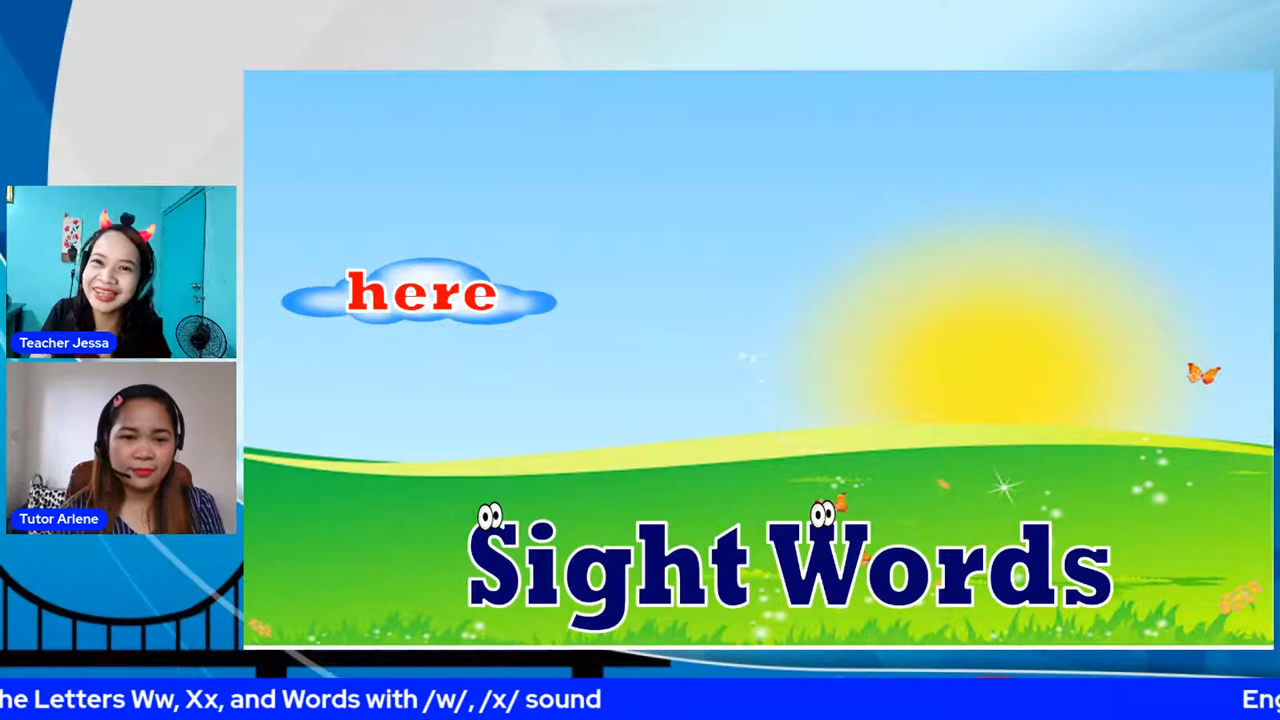 here
Teacher Jessa
Tutor Arlene
Sight Words
he Letters Ww, Xx, and Words with /w/, /x/ sound
Eng